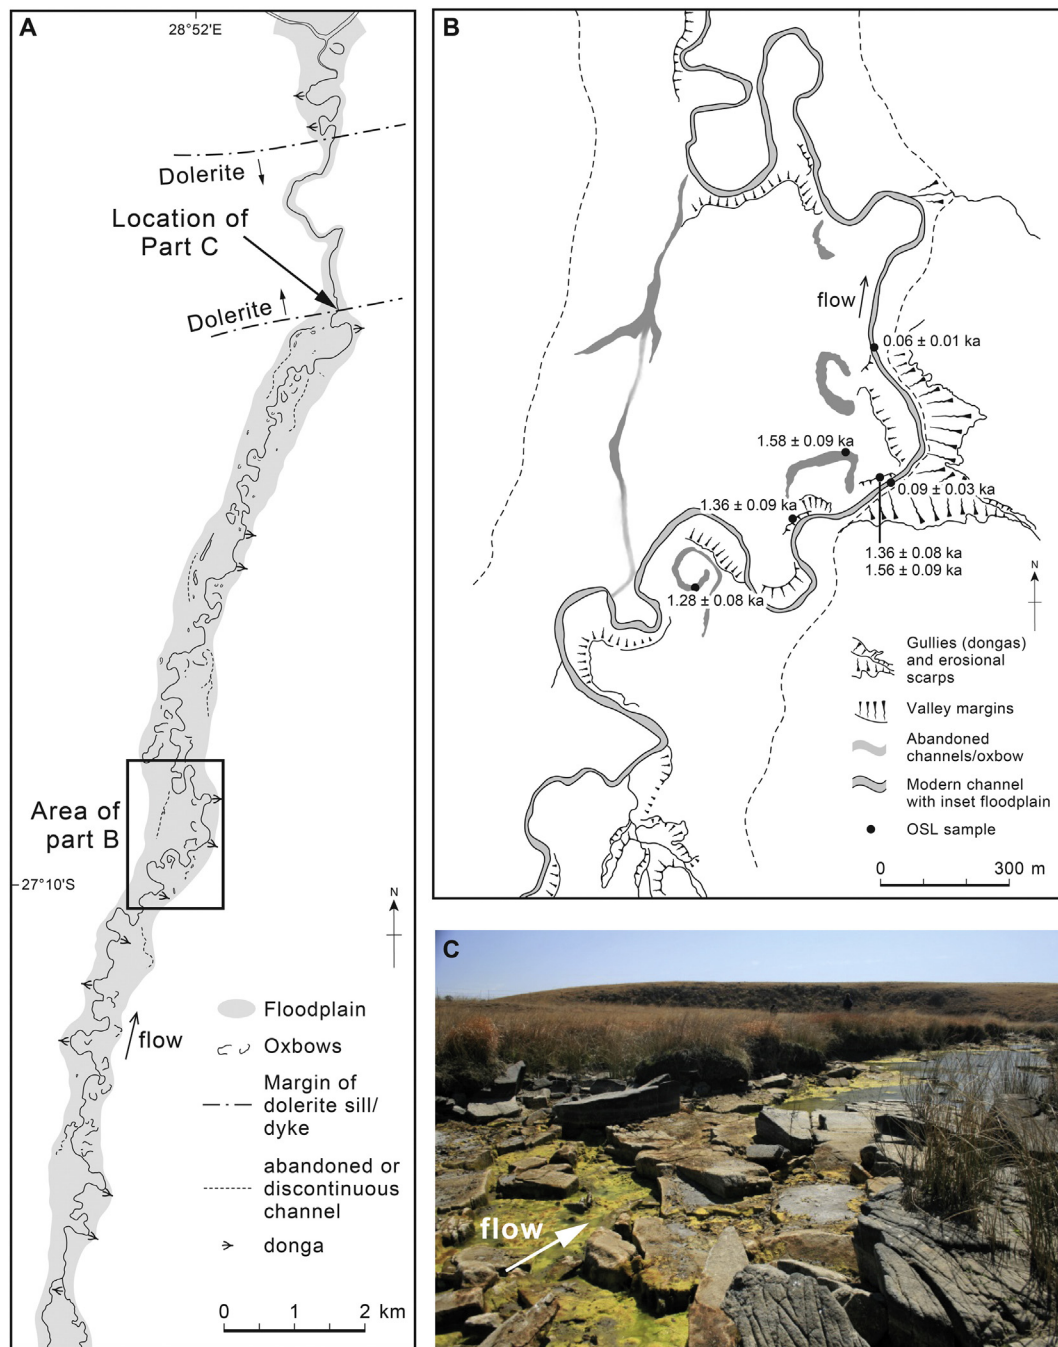 A
28°52'E
Dolerite
Location of
Part C
Dolerite
Area of
part B
27°10'S
N
flow
Floodplain
Oxbows
Margin of
dolerite sill/
dyke
abandoned or
discontinuous
channel
donga
0 1 2 km
B
flow
0.06 ± 0.01 ka
1.58 ± 0.09 ka
0.09 ± 0.03 ka
1.36 ± 0.09 ka
1.36 ± 0.08 ka
1.56 ± 0.09 ka
1.28 ± 0.08 ka
N
Gullies (dongas)
and erosional
scarps
Valley margins
Abandoned
channels/oxbow
Modern channel
with inset floodplain
OSL sample
0 300 m
C
flow